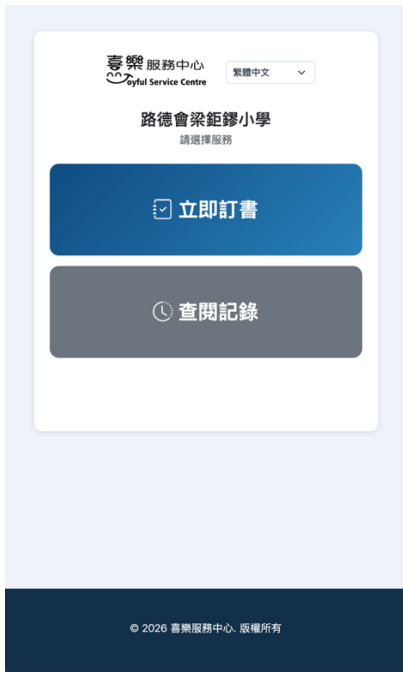 喜樂服務中心
Joyful Service Centre
繁體中文
路德會梁鉅鏐小學
請選擇服務
立即訂書
查閱記錄
© 2026 喜樂服務中心. 版權所有